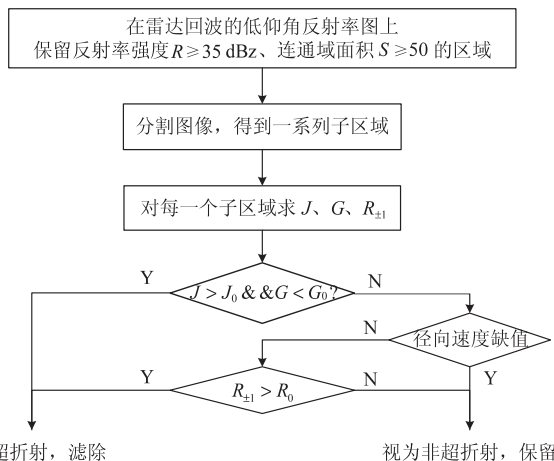 在雷达回波的低仰角反射率图上
保留反射率强度 R≥35 dBz、连通域面积 S≥50 的区域
分割图像，得到一系列子区域
对每一个子区域求 J、G、R±1
Y
J > J₀ & &G < G₀?
N
N
径向速度缺值
Y
R±1 > R₀
N
Y
超折射，滤除
视为非超折射，保留